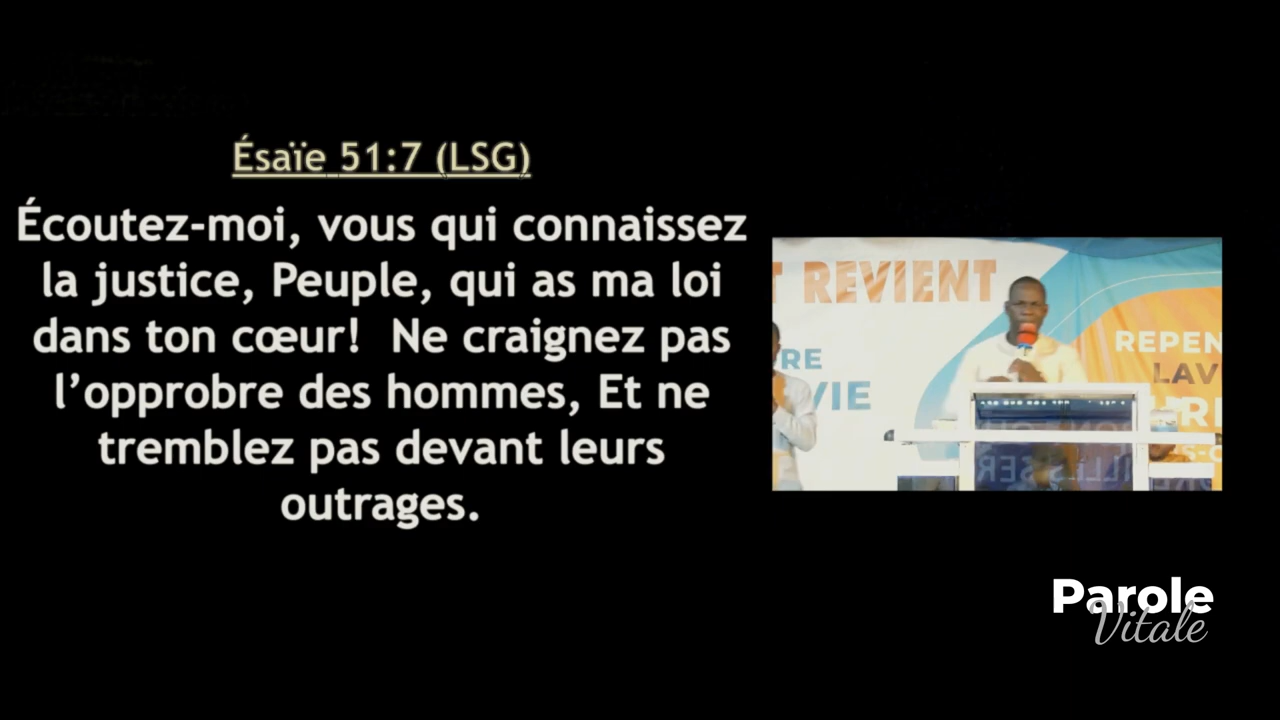 Ésaïe 51:7 (LSG)
Écoutez-moi, vous qui connaissez
la justice, Peuple, qui as ma loi
dans ton cœur!  Ne craignez pas
l’opprobre des hommes, Et ne
tremblez pas devant leurs
outrages.
REVIENT
REPEN
LAV
VIE
Parole
Vitale